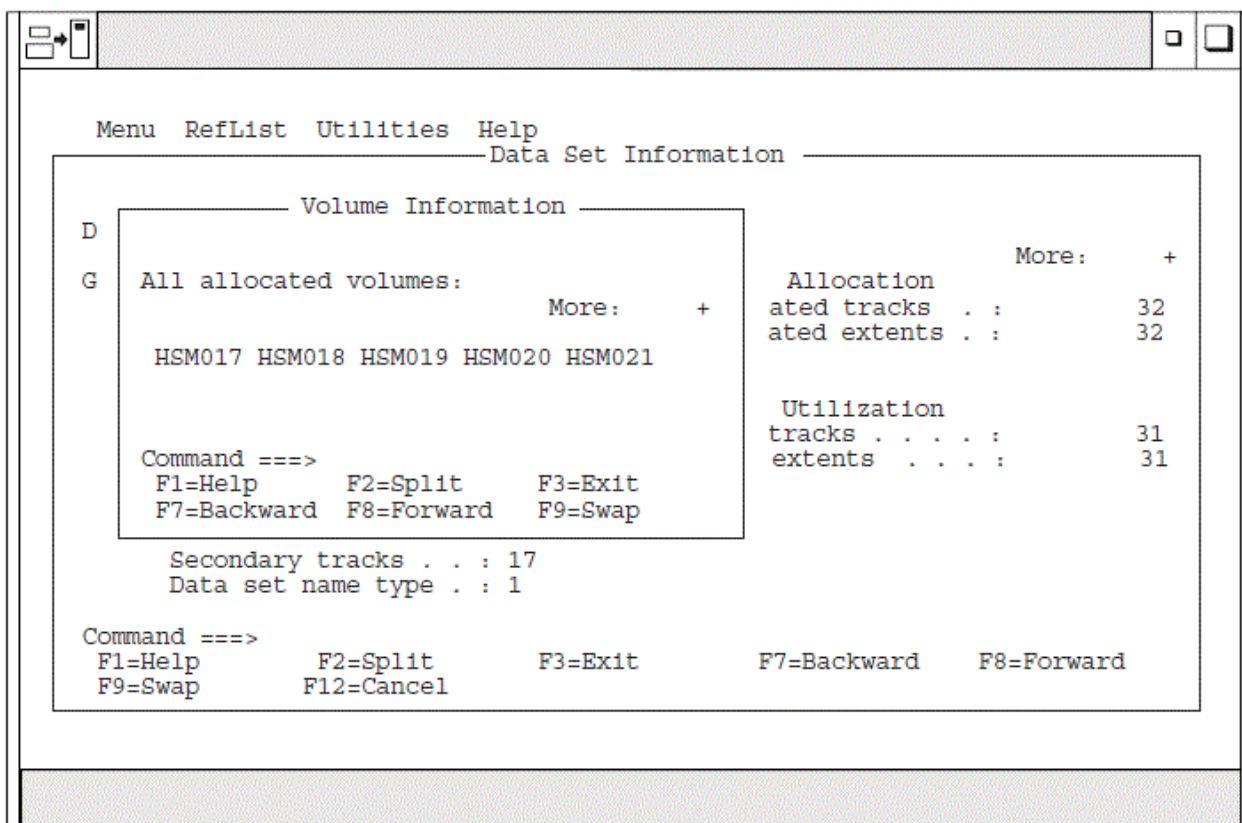 Menu RefList Utilities Help
Data Set Information
Volume Information
D
More: +
G All allocated volumes: Allocation
More: + ated tracks . : 32
ated extents . : 32
HSM017 HSM018 HSM019 HSM020 HSM021
Utilization
tracks . . . . : 31
Command ===> extents . . . : 31
F1=Help F2=Split F3=Exit
F7=Backward F8=Forward F9=Swap
Secondary tracks . . : 17
Data set name type . : 1
Command ===>
F1=Help F2=Split F3=Exit F7=Backward F8=Forward
F9=Swap F12=Cancel